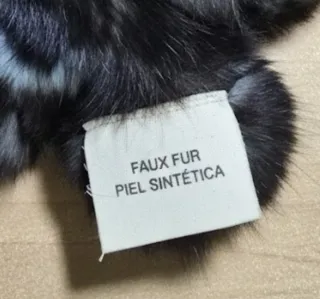 FAUX FUR
PIEL SINTÉTICA